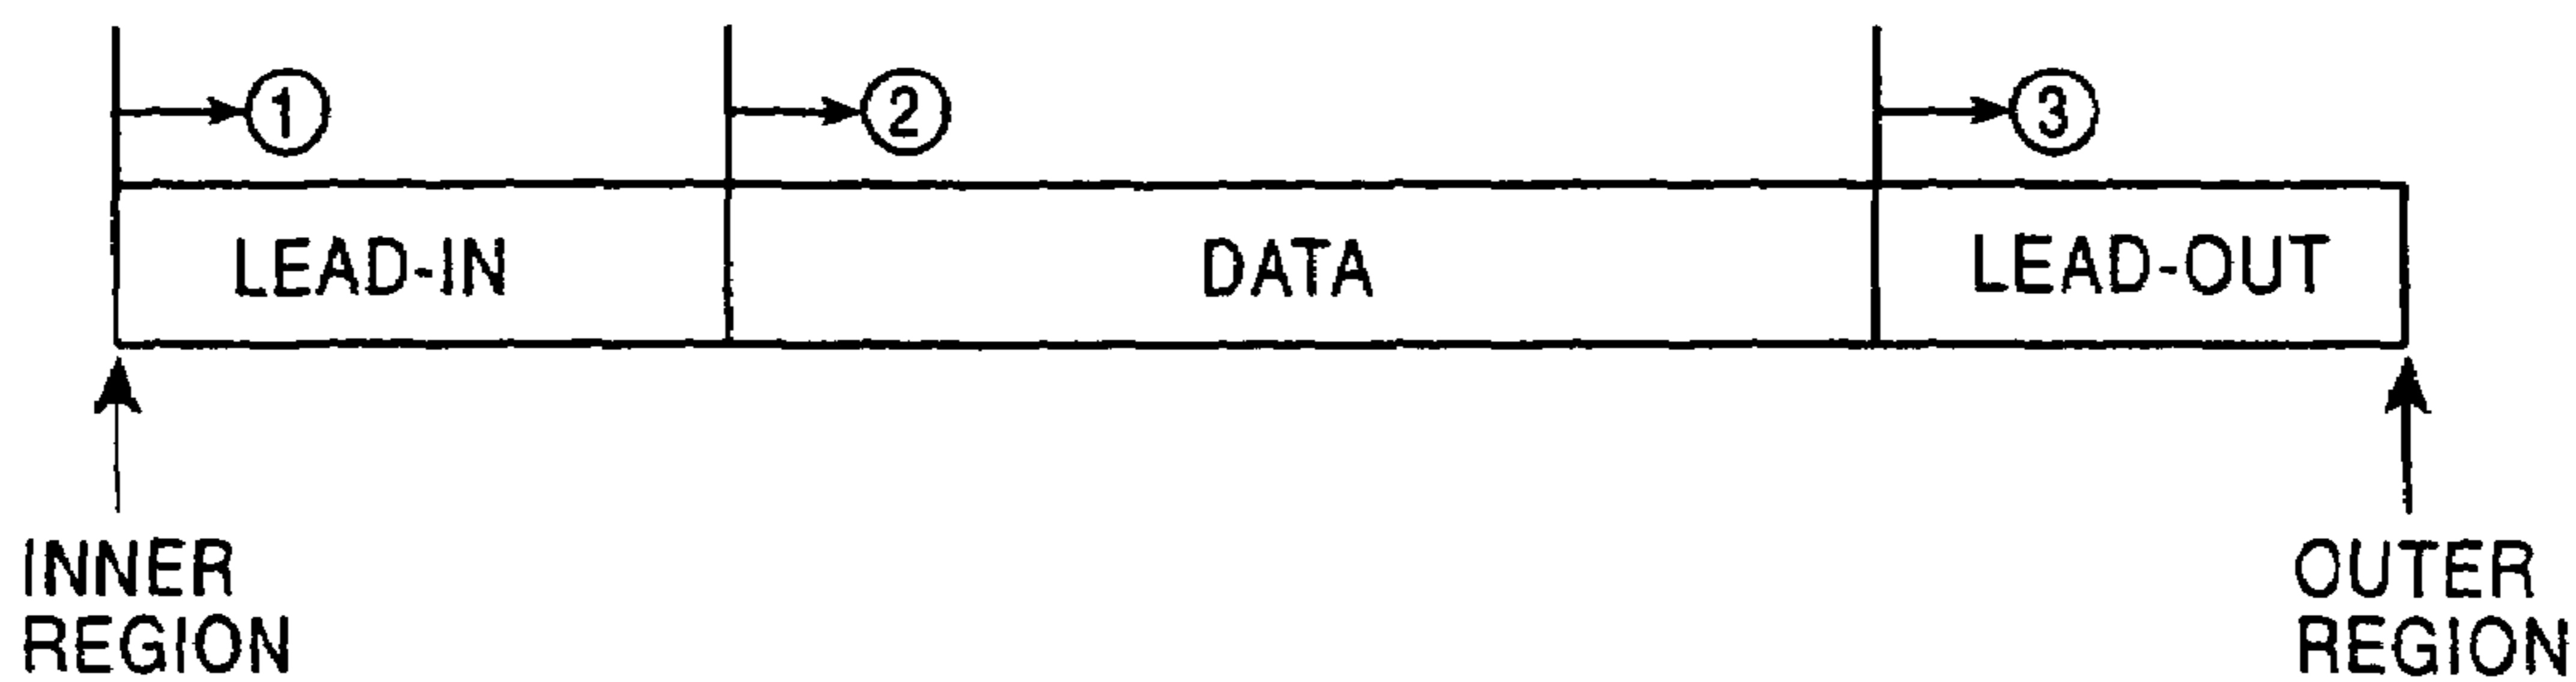 ① ② ③
LEAD-IN DATA LEAD-OUT
INNER
REGION
OUTER
REGION